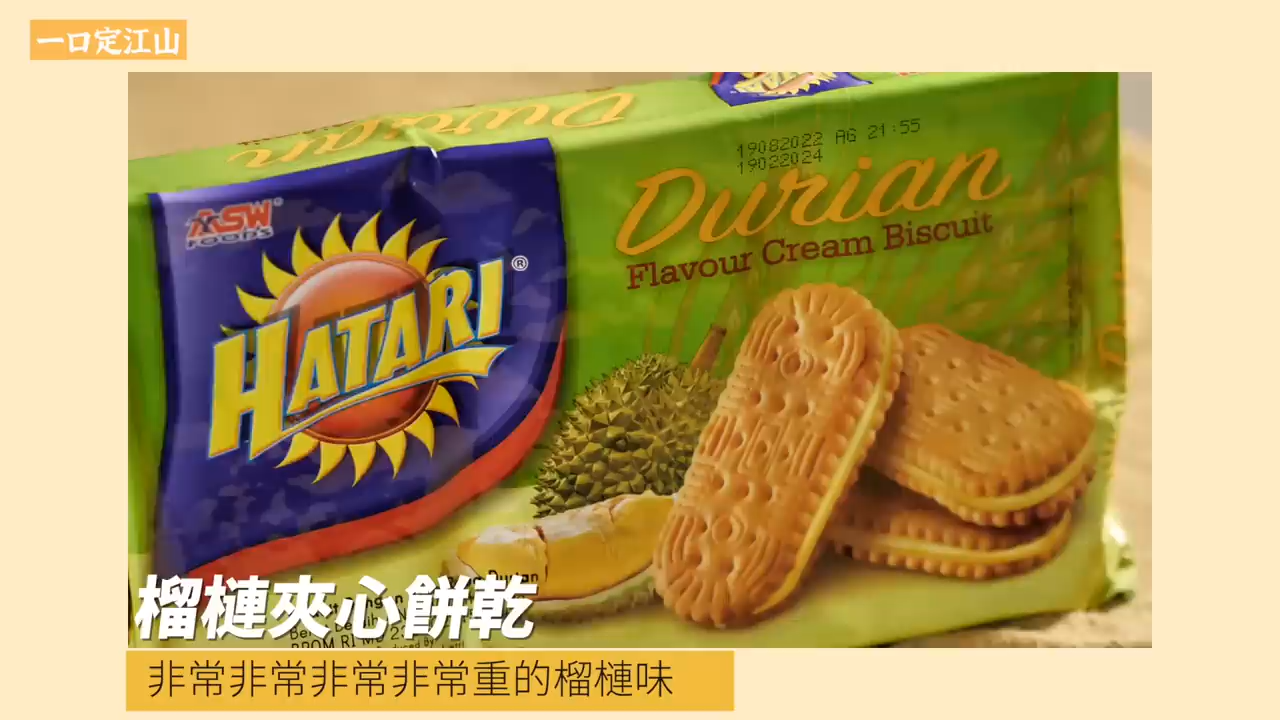 一口定江山
Durian
19082022 AG 21:55
19022024
Durian
Flavour Cream Biscuit
ASW
FOODS
HATARI®
榴槤夾心餅乾
非常非常非常非常重的榴槤味